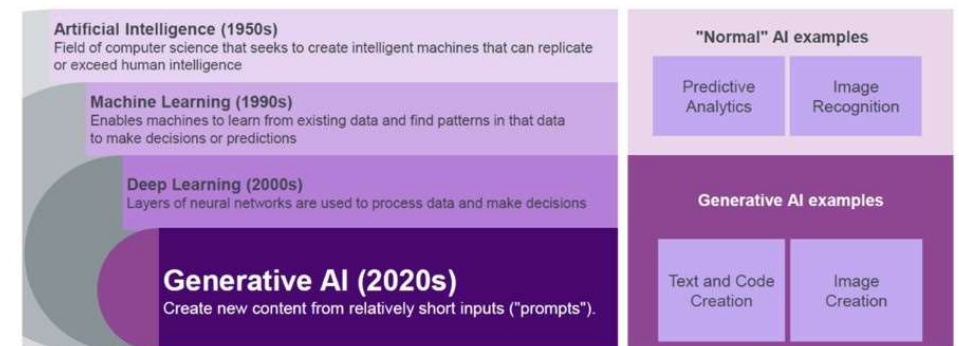 Artificial Intelligence (1950s)
Field of computer science that seeks to create intelligent machines that can replicate
or exceed human intelligence
Machine Learning (1990s)
Enables machines to learn from existing data and find patterns in that data
to make decisions or predictions
Deep Learning (2000s)
Layers of neural networks are used to process data and make decisions
Generative AI (2020s)
Create new content from relatively short inputs ("prompts").
"Normal" AI examples
Predictive
Analytics
Image
Recognition
Generative AI examples
Text and Code
Creation
Image
Creation